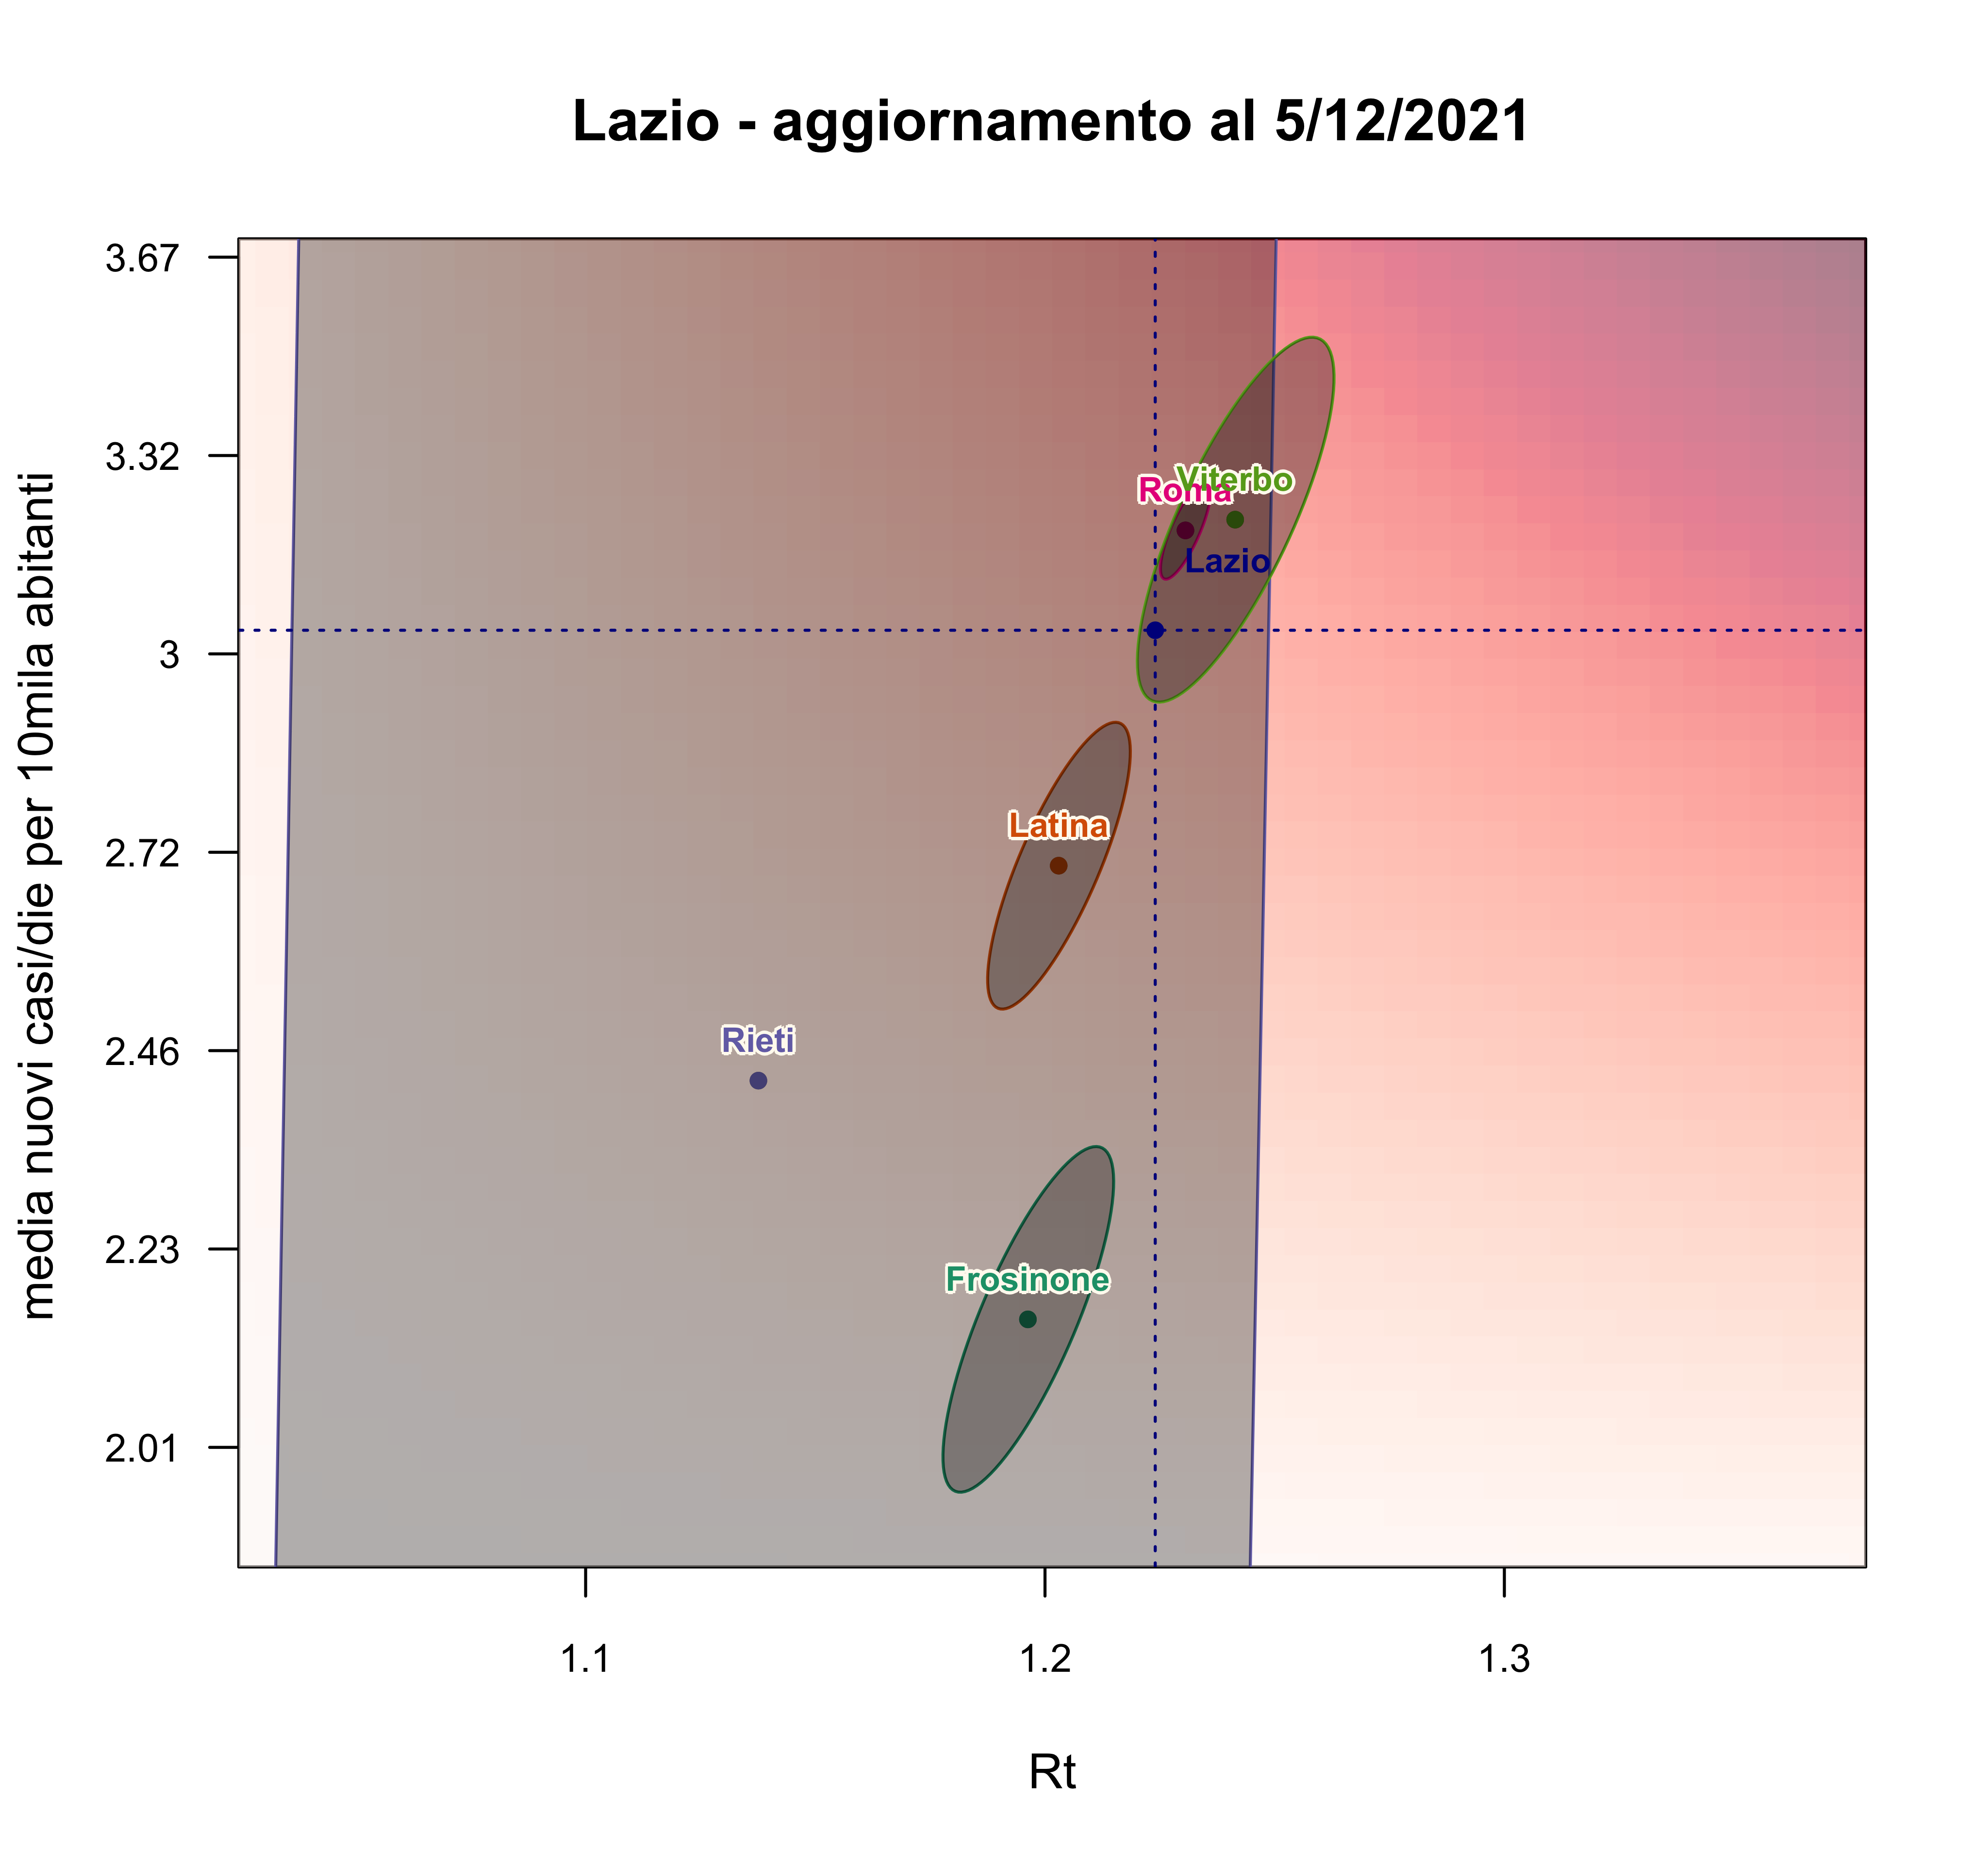 Lazio - aggiornamento al 5/12/2021
media nuovi casi/die per 10mila abitanti
3.67
3.32
3
2.72
2.46
2.23
2.01
Viterbo
Roma
Lazio
Latina
Rieti
Frosinone
1.1
1.2
1.3
Rt